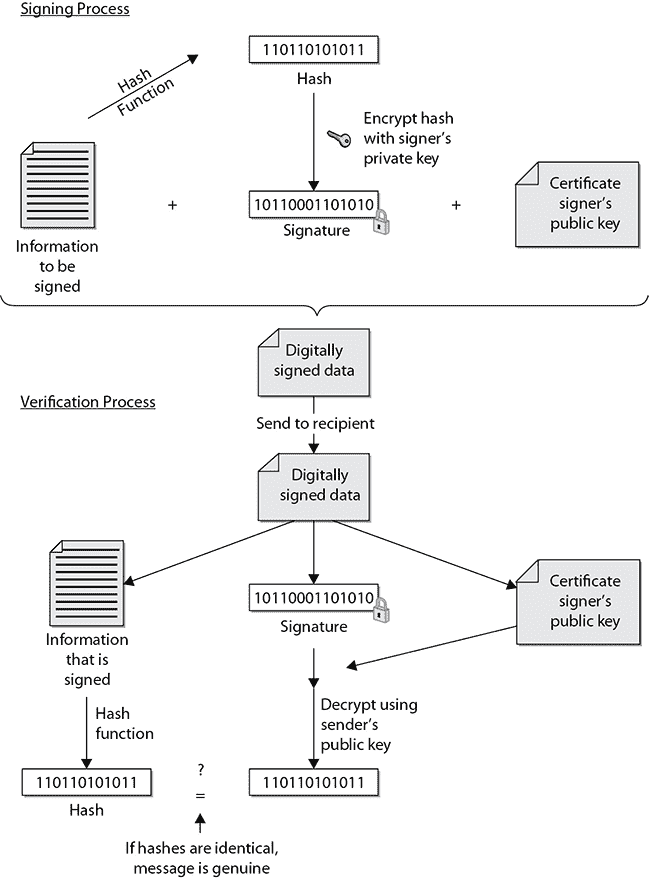 Signing Process
110110101011
Hash
Hash
Function
Encrypt hash
with signer's
private key
Information
to be
signed
+
10110001101010
Signature
+
Certificate
signer's
public key
Digitally
signed data
Verification Process
Send to recipient
Digitally
signed data
Information
that is
signed
10110001101010
Signature
Certificate
signer's
public key
Hash
function
Decrypt using
sender's
public key
110110101011
Hash
?
=
110110101011
If hashes are identical,
message is genuine